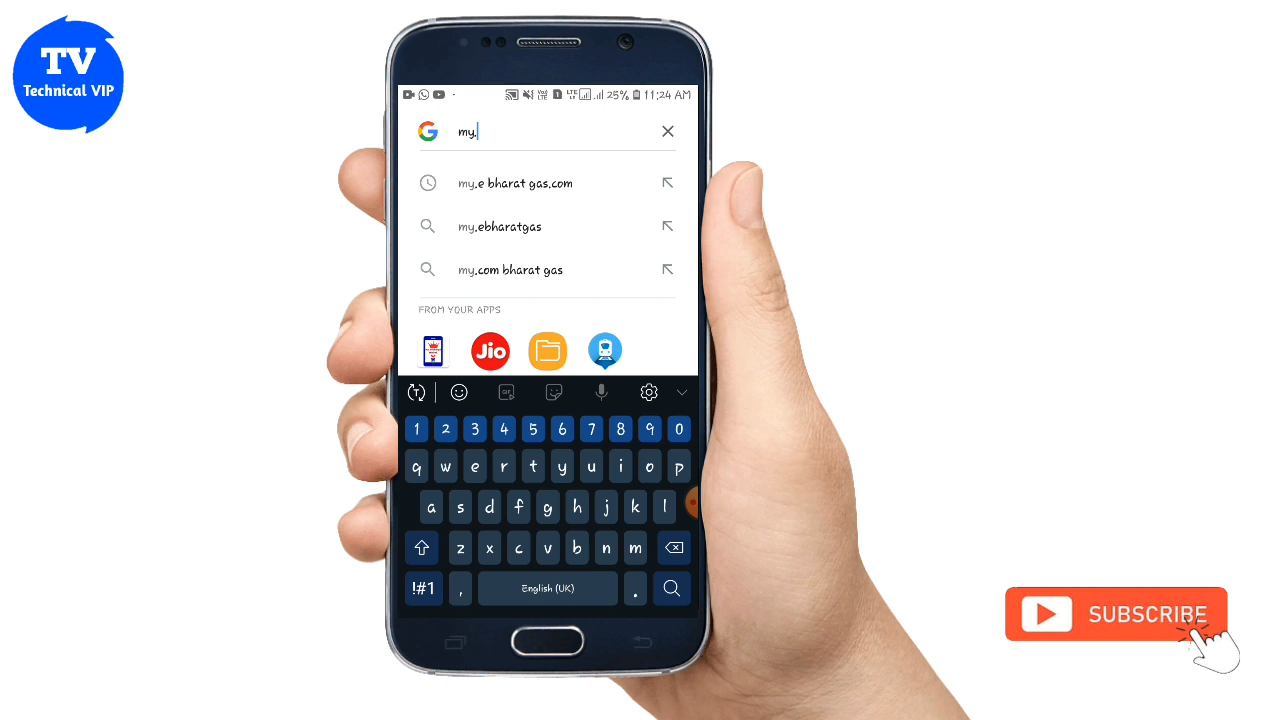 TV
Technical VIP
25% 11:24 AM
my.
my.e bharat gas.com
my.ebharatgas
my.com bharat gas
FROM YOUR APPS
Jio
T GIF
1 2 3 4 5 6 7 8 9 0
q w e r t y u i o p
a s d f g h j k l
z x c v b n m
!#1 , English (UK) .
SUBSCRIBE